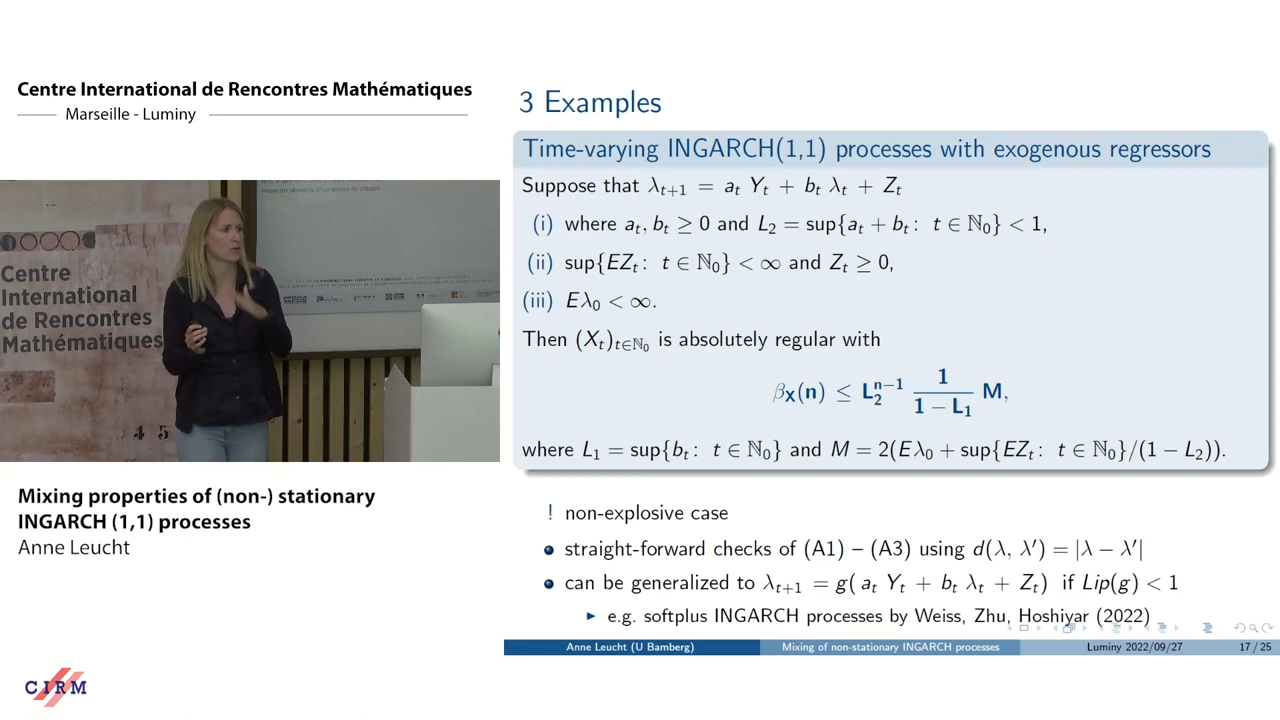 Centre International de Rencontres Mathématiques
Marseille - Luminy
Centre
International
de Rencontres
Mathématiques
4 5
Mixing properties of (non-) stationary
INGARCH (1,1) processes
Anne Leucht
CIRM
3 Examples
Time-varying INGARCH(1,1) processes with exogenous regressors
Suppose that λ_{t+1} = a_t Y_t + b_t λ_t + Z_t
(i) where a_t, b_t ≥ 0 and L_2 = sup{a_t + b_t : t ∈ ℕ_0} < 1,
(ii) sup{EZ_t : t ∈ ℕ_0} < ∞ and Z_t ≥ 0,
(iii) Eλ_0 < ∞.
Then (X_t)_{t∈ℕ_0} is absolutely regular with
β_X(n) ≤ L_2^{n−1} \frac{1}{1 − L_1} M,
where L_1 = sup{b_t : t ∈ ℕ_0} and M = 2(Eλ_0 + sup{EZ_t : t ∈ ℕ_0}/(1 − L_2)).
! non-explosive case
• straight-forward checks of (A1) – (A3) using d(λ, λ′) = |λ − λ′|
• can be generalized to λ_{t+1} = g( a_t Y_t + b_t λ_t + Z_t) if Lip(g) < 1
▶ e.g. softplus INGARCH processes by Weiss, Zhu, Hoshiyar (2022)
Anne Leucht (U Bamberg) Mixing of non-stationary INGARCH processes Luminy 2022/09/27 17 / 25